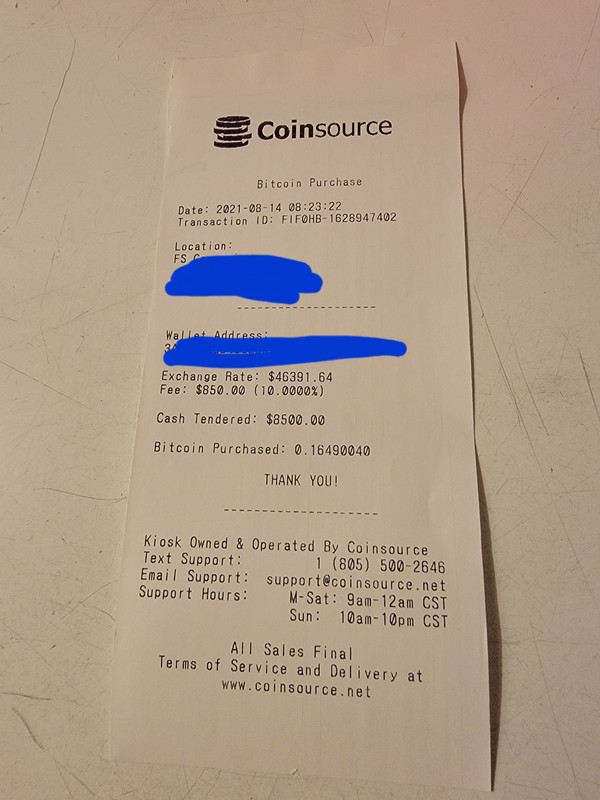 Coinsource
Bitcoin Purchase
Date: 2021-08-14 08:23:22
Transaction ID: FIF0HB-1628947402
Location:
FS
Wallet Address:
Exchange Rate: $46391.64
Fee: $850.00 (10.0000%)
Cash Tendered: $8500.00
Bitcoin Purchased: 0.16490040
THANK YOU!
Kiosk Owned & Operated By Coinsource
Text Support: 1 (805) 500-2646
Email Support: support@coinsource.net
Support Hours: M-Sat: 9am-12am CST
Sun: 10am-10pm CST
All Sales Final
Terms of Service and Delivery at
www.coinsource.net